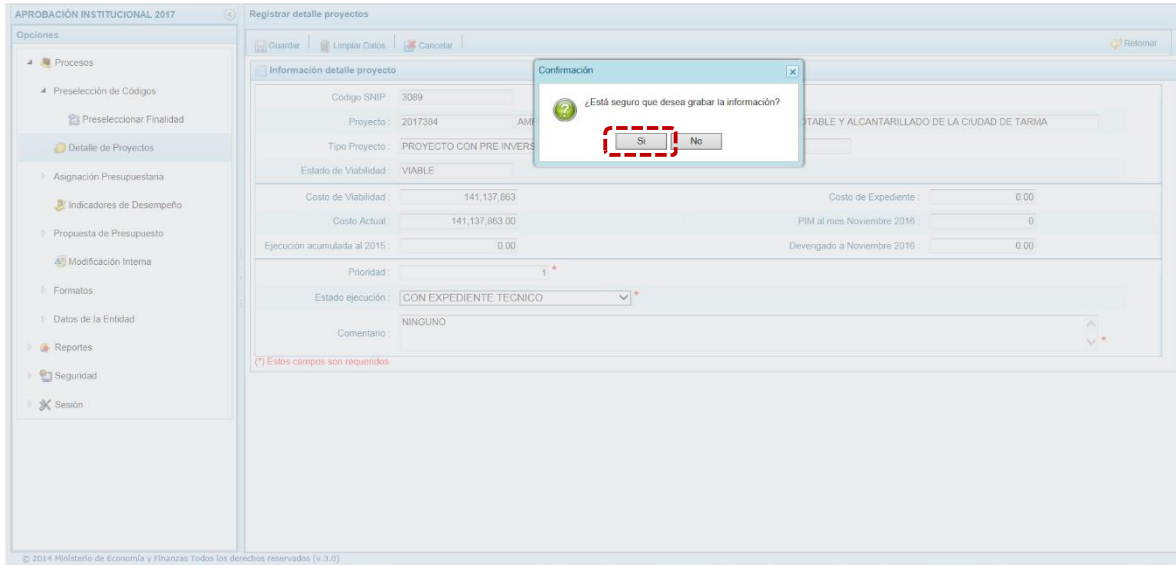 APROBACIÓN INSTITUCIONAL 2017
Opciones
Procesos
Preselección de Códigos
Preseleccionar Finalidad
Detalle de Proyectos
Asignación Presupuestaria
Indicadores de Desempeño
Propuesta de Presupuesto
Modificación Interna
Formatos
Datos de la Entidad
Reportes
Seguridad
Sesión
Registrar detalle proyectos
Guardar Limpiar Datos Cancelar Retornar
Información detalle proyecto
Confirmación
¿Está seguro que desea grabar la información?
Si No
Código SNIP : 3089
Proyecto : 2017384 OTABLE Y ALCANTARILLADO DE LA CIUDAD DE TARMA
Tipo Proyecto : PROYECTO CON PRE INVERS
Estado de Viabilidad : VIABLE
Costo de Viabilidad : 141,137,863 Costo de Expediente : 0.00
Costo Actual : 141,137,863.00 PIM al mes Noviembre 2016 : 0
Ejecución acumulada al 2015 : 0.00 Devengado a Noviembre 2016 : 0.00
Prioridad : 1 *
Estado ejecución : CON EXPEDIENTE TECNICO *
Comentario : NINGUNO *
(*) Estos campos son requeridos
© 2014 Ministerio de Economía y Finanzas Todos los derechos reservados (v.3.0)